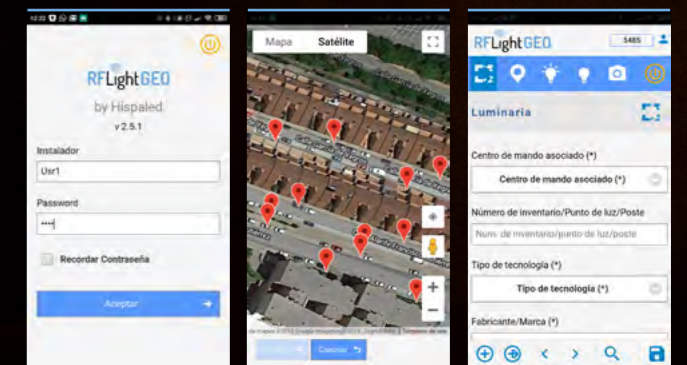 12:22
RFLightGEO
by Hispaled.
v 2.5.1
Instalador
Usr1
Password
Recordar Contraseña
Aceptar
Mapa
Satélite
Cancelar
RFLightGEO
5485
Luminaria
Centro de mando asociado (*)
Centro de mando asociado (*)
Número de inventario/Punto de luz/Poste
Num. de inventario/punto de luz/poste
Tipo de tecnología (*)
Tipo de tecnología (*)
Fabricante/Marca (*)